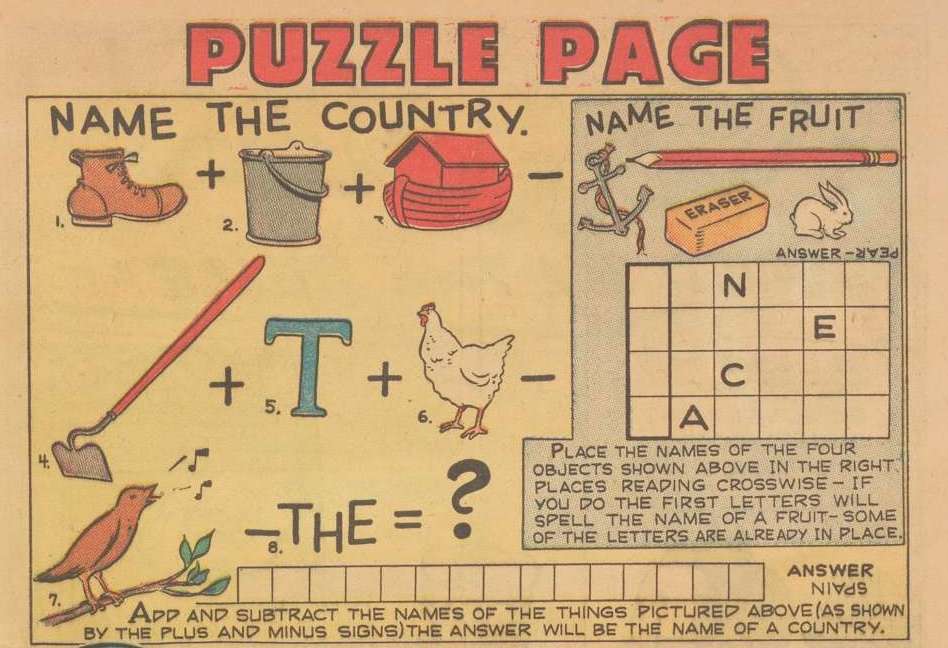 PUZZLE PAGE
NAME THE COUNTRY.
1. + 2. + 3. −
4. + 5. T + 6. −
7. − 8. THE = ?
ANSWER
SPAIN
ADD AND SUBTRACT THE NAMES OF THE THINGS PICTURED ABOVE (AS SHOWN
BY THE PLUS AND MINUS SIGNS) THE ANSWER WILL BE THE NAME OF A COUNTRY.
NAME THE FRUIT
ERASER
ANSWER – PEAR
N
E
C
A
PLACE THE NAMES OF THE FOUR
OBJECTS SHOWN ABOVE IN THE RIGHT
PLACES READING CROSSWISE – IF
YOU DO THE FIRST LETTERS WILL
SPELL THE NAME OF A FRUIT – SOME
OF THE LETTERS ARE ALREADY IN PLACE.